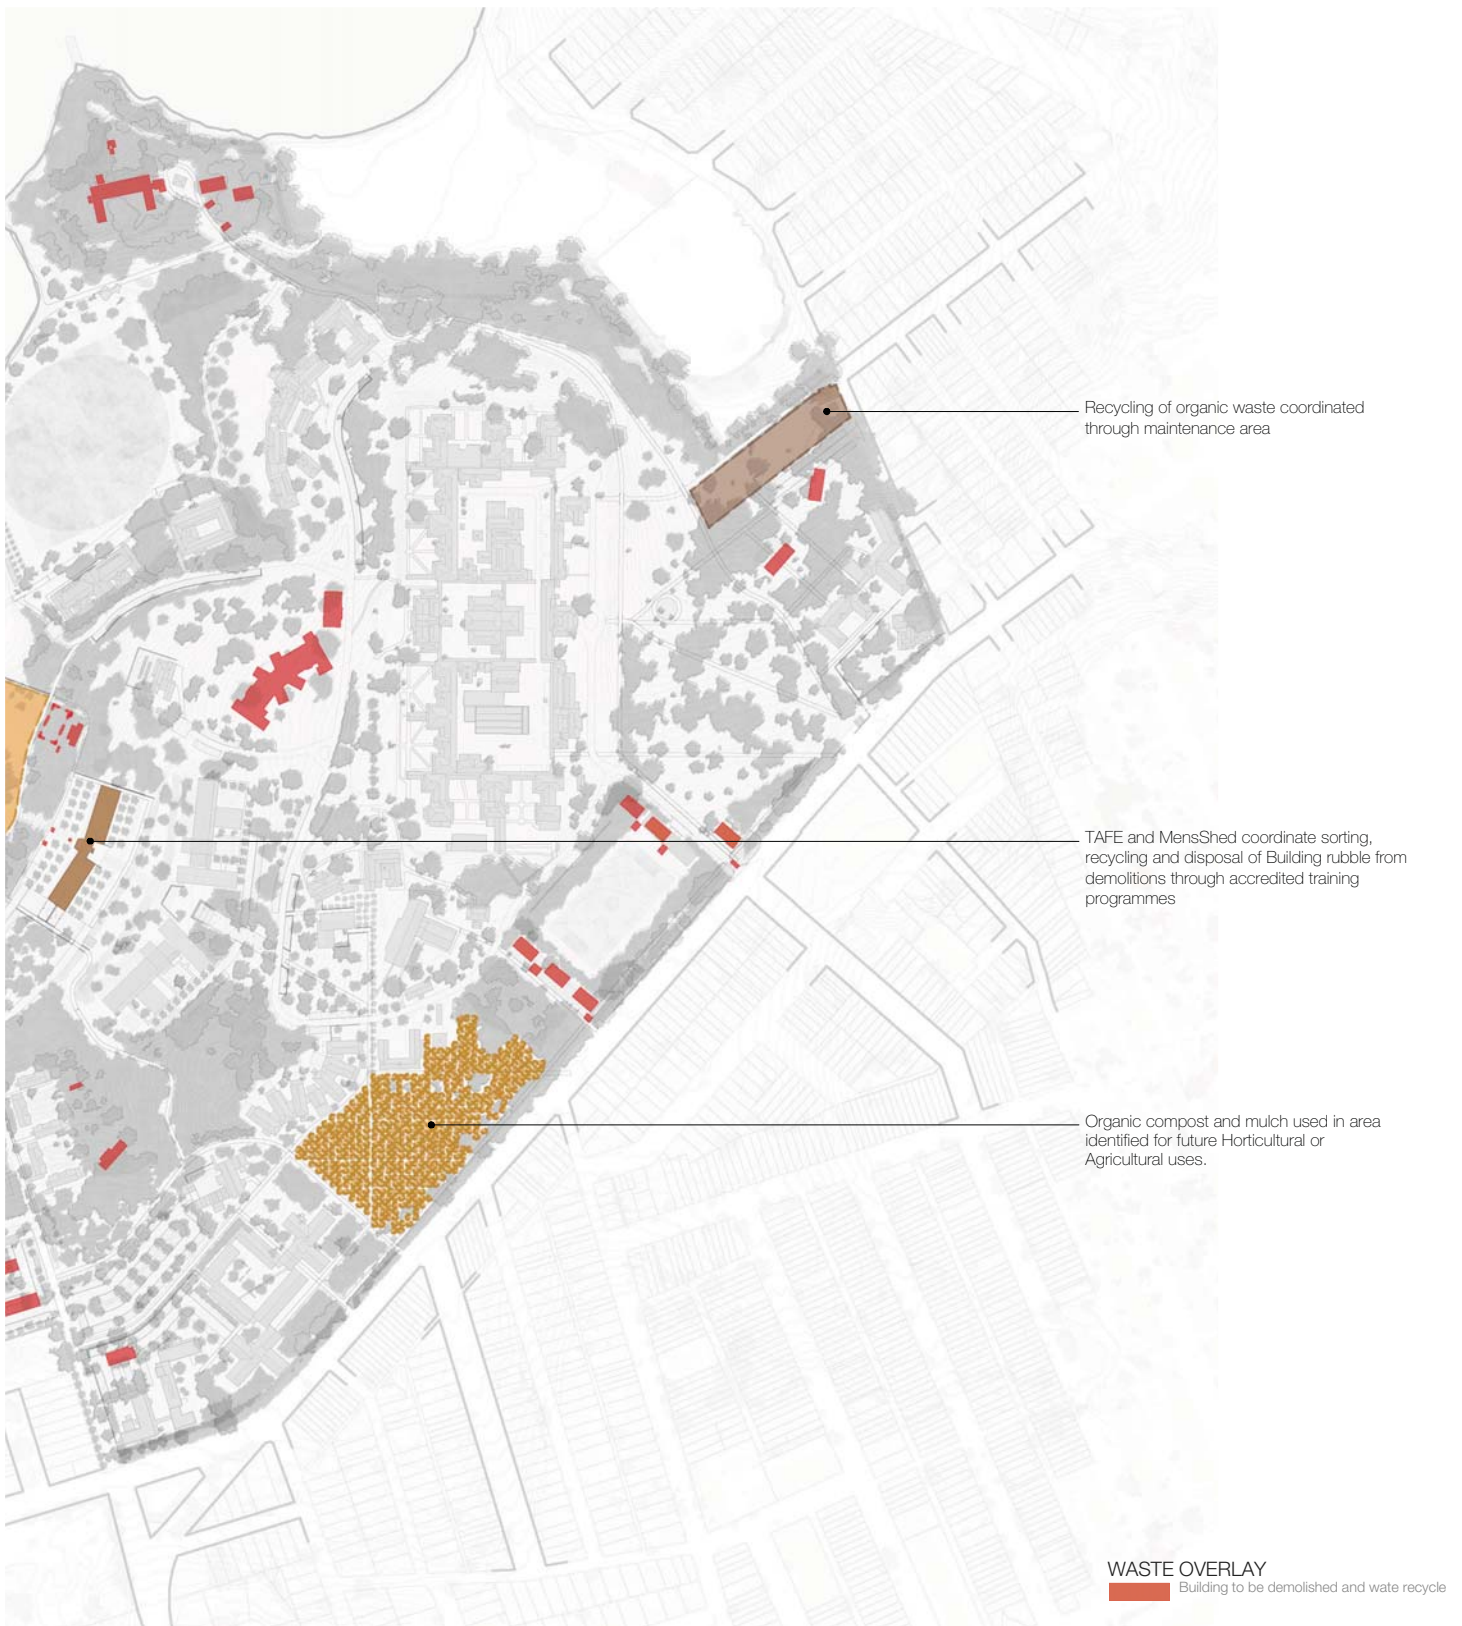 Recycling of organic waste coordinated
through maintenance area
TAFE and MensShed coordinate sorting,
recycling and disposal of Building rubble from
demolitions through accredited training
programmes
Organic compost and mulch used in area
identified for future Horticultural or
Agricultural uses.
WASTE OVERLAY
Building to be demolished and wate recycle